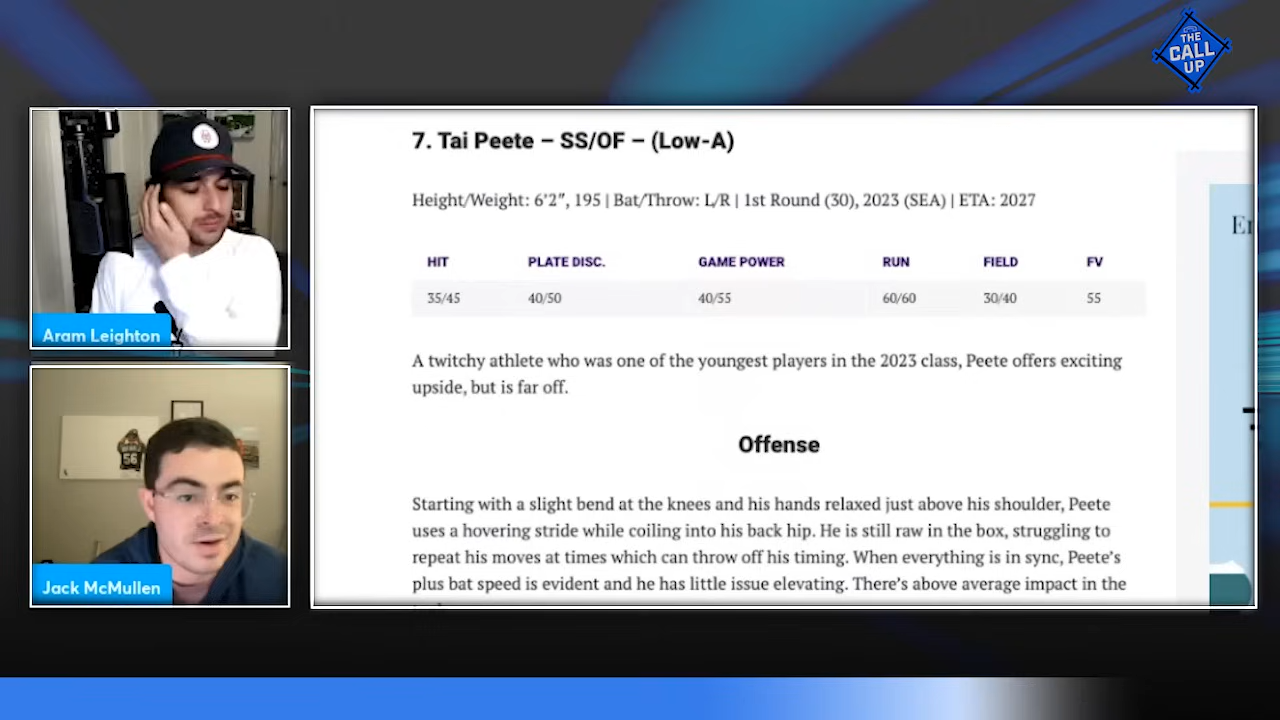 THE
CALL
UP
7. Tai Peete – SS/OF – (Low-A)
Height/Weight: 6'2", 195 | Bat/Throw: L/R | 1st Round (30), 2023 (SEA) | ETA: 2027
HIT PLATE DISC. GAME POWER RUN FIELD FV
35/45 40/50 40/55 60/60 30/40 55
A twitchy athlete who was one of the youngest players in the 2023 class, Peete offers exciting
upside, but is far off.
Offense
Starting with a slight bend at the knees and his hands relaxed just above his shoulder, Peete
uses a hovering stride while coiling into his back hip. He is still raw in the box, struggling to
repeat his moves at times which can throw off his timing. When everything is in sync, Peete's
plus bat speed is evident and he has little issue elevating. There's above average impact in the
Aram Leighton
56
Jack McMullen